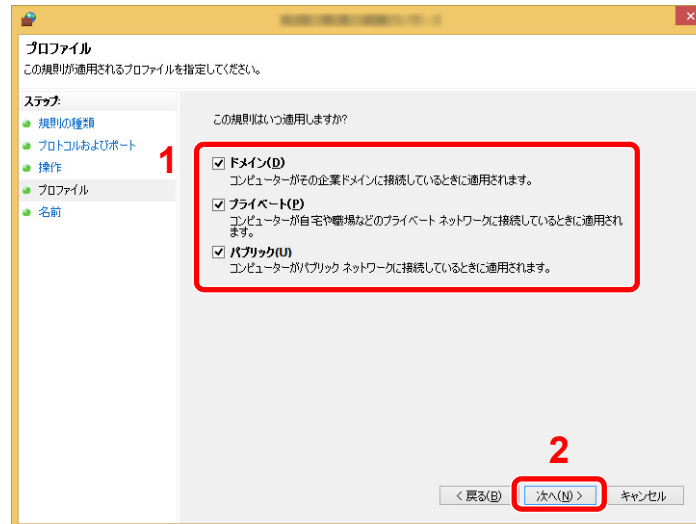 プロファイル
この規則が適用されるプロファイルを指定してください。
ステップ:
規則の種類
プロトコルおよびポート
操作
プロファイル
名前
この規則はいつ適用しますか?
1
ドメイン(D)
コンピューターがその企業ドメインに接続しているときに適用されます。
プライベート(P)
コンピューターが自宅や職場などのプライベート ネットワークに接続しているときに適用され
ます。
パブリック(U)
コンピューターがパブリック ネットワークに接続しているときに適用されます。
2
< 戻る(B)
次へ(N) >
キャンセル